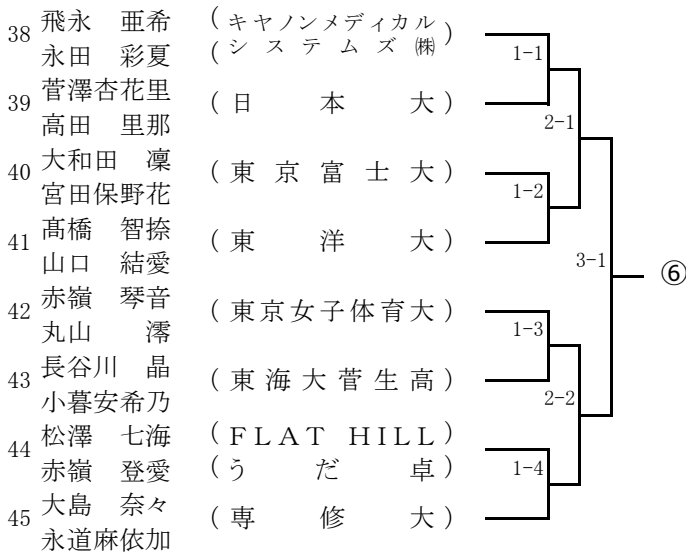 38 飛永 亜希 (キヤノンメディカル)
永田 彩夏 (システムズ㈱
1-1
39 菅澤杏花里 (日本大)
高田 里那
2-1
40 大和田 凜 (東京富士大)
宮田保野花
1-2
41 髙橋 智捺 (東洋大)
山口 結愛
3-1
⑥
42 赤嶺 琴音 (東京女子体育大)
丸山 澪
1-3
43 長谷川 晶 (東海大菅生高)
小暮安希乃
2-2
44 松澤 七海 (FLAT HILL)
赤嶺 登愛 (うだ卓)
1-4
45 大島 奈々 (専修大)
永道麻依加